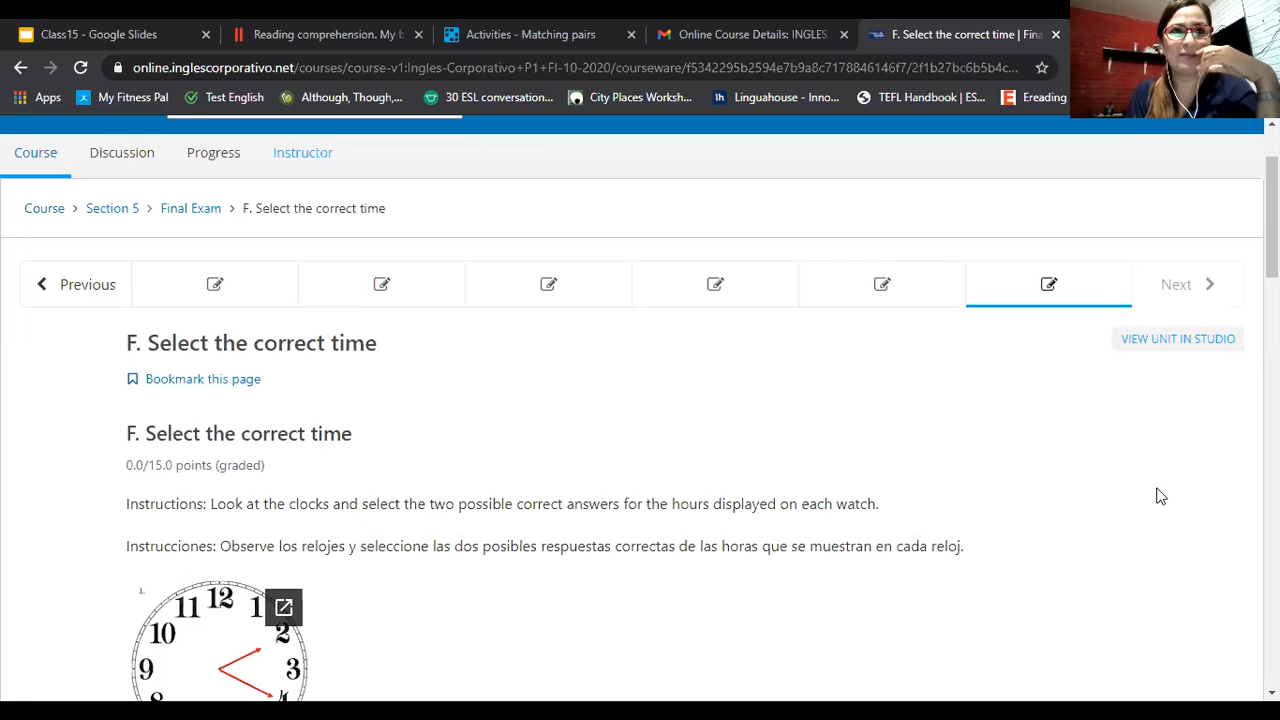 Class15 - Google Slides
Reading comprehension. My b
Activities - Matching pairs
Online Course Details: INGLES
F. Select the correct time | Fina
online.inglescorporativo.net/courses/course-v1:Ingles-Corporativo+P1+FI-10-2020/courseware/f5342295b2594e7b9a8c7178846146f7/2f1b27bc6b5b4c...
Apps
My Fitness Pal
Test English
Although, Though,...
30 ESL conversation...
City Places Worksh...
Linguahouse - Inno...
TEFL Handbook | ES...
Ereading
Course
Discussion
Progress
Instructor
Course > Section 5 > Final Exam > F. Select the correct time
Previous
Next
F. Select the correct time
VIEW UNIT IN STUDIO
Bookmark this page
F. Select the correct time
0.0/15.0 points (graded)
Instructions: Look at the clocks and select the two possible correct answers for the hours displayed on each watch.
Instrucciones: Observe los relojes y seleccione las dos posibles respuestas correctas de las horas que se muestran en cada reloj.
1.
11 12 1
10 2
9 3
8 4